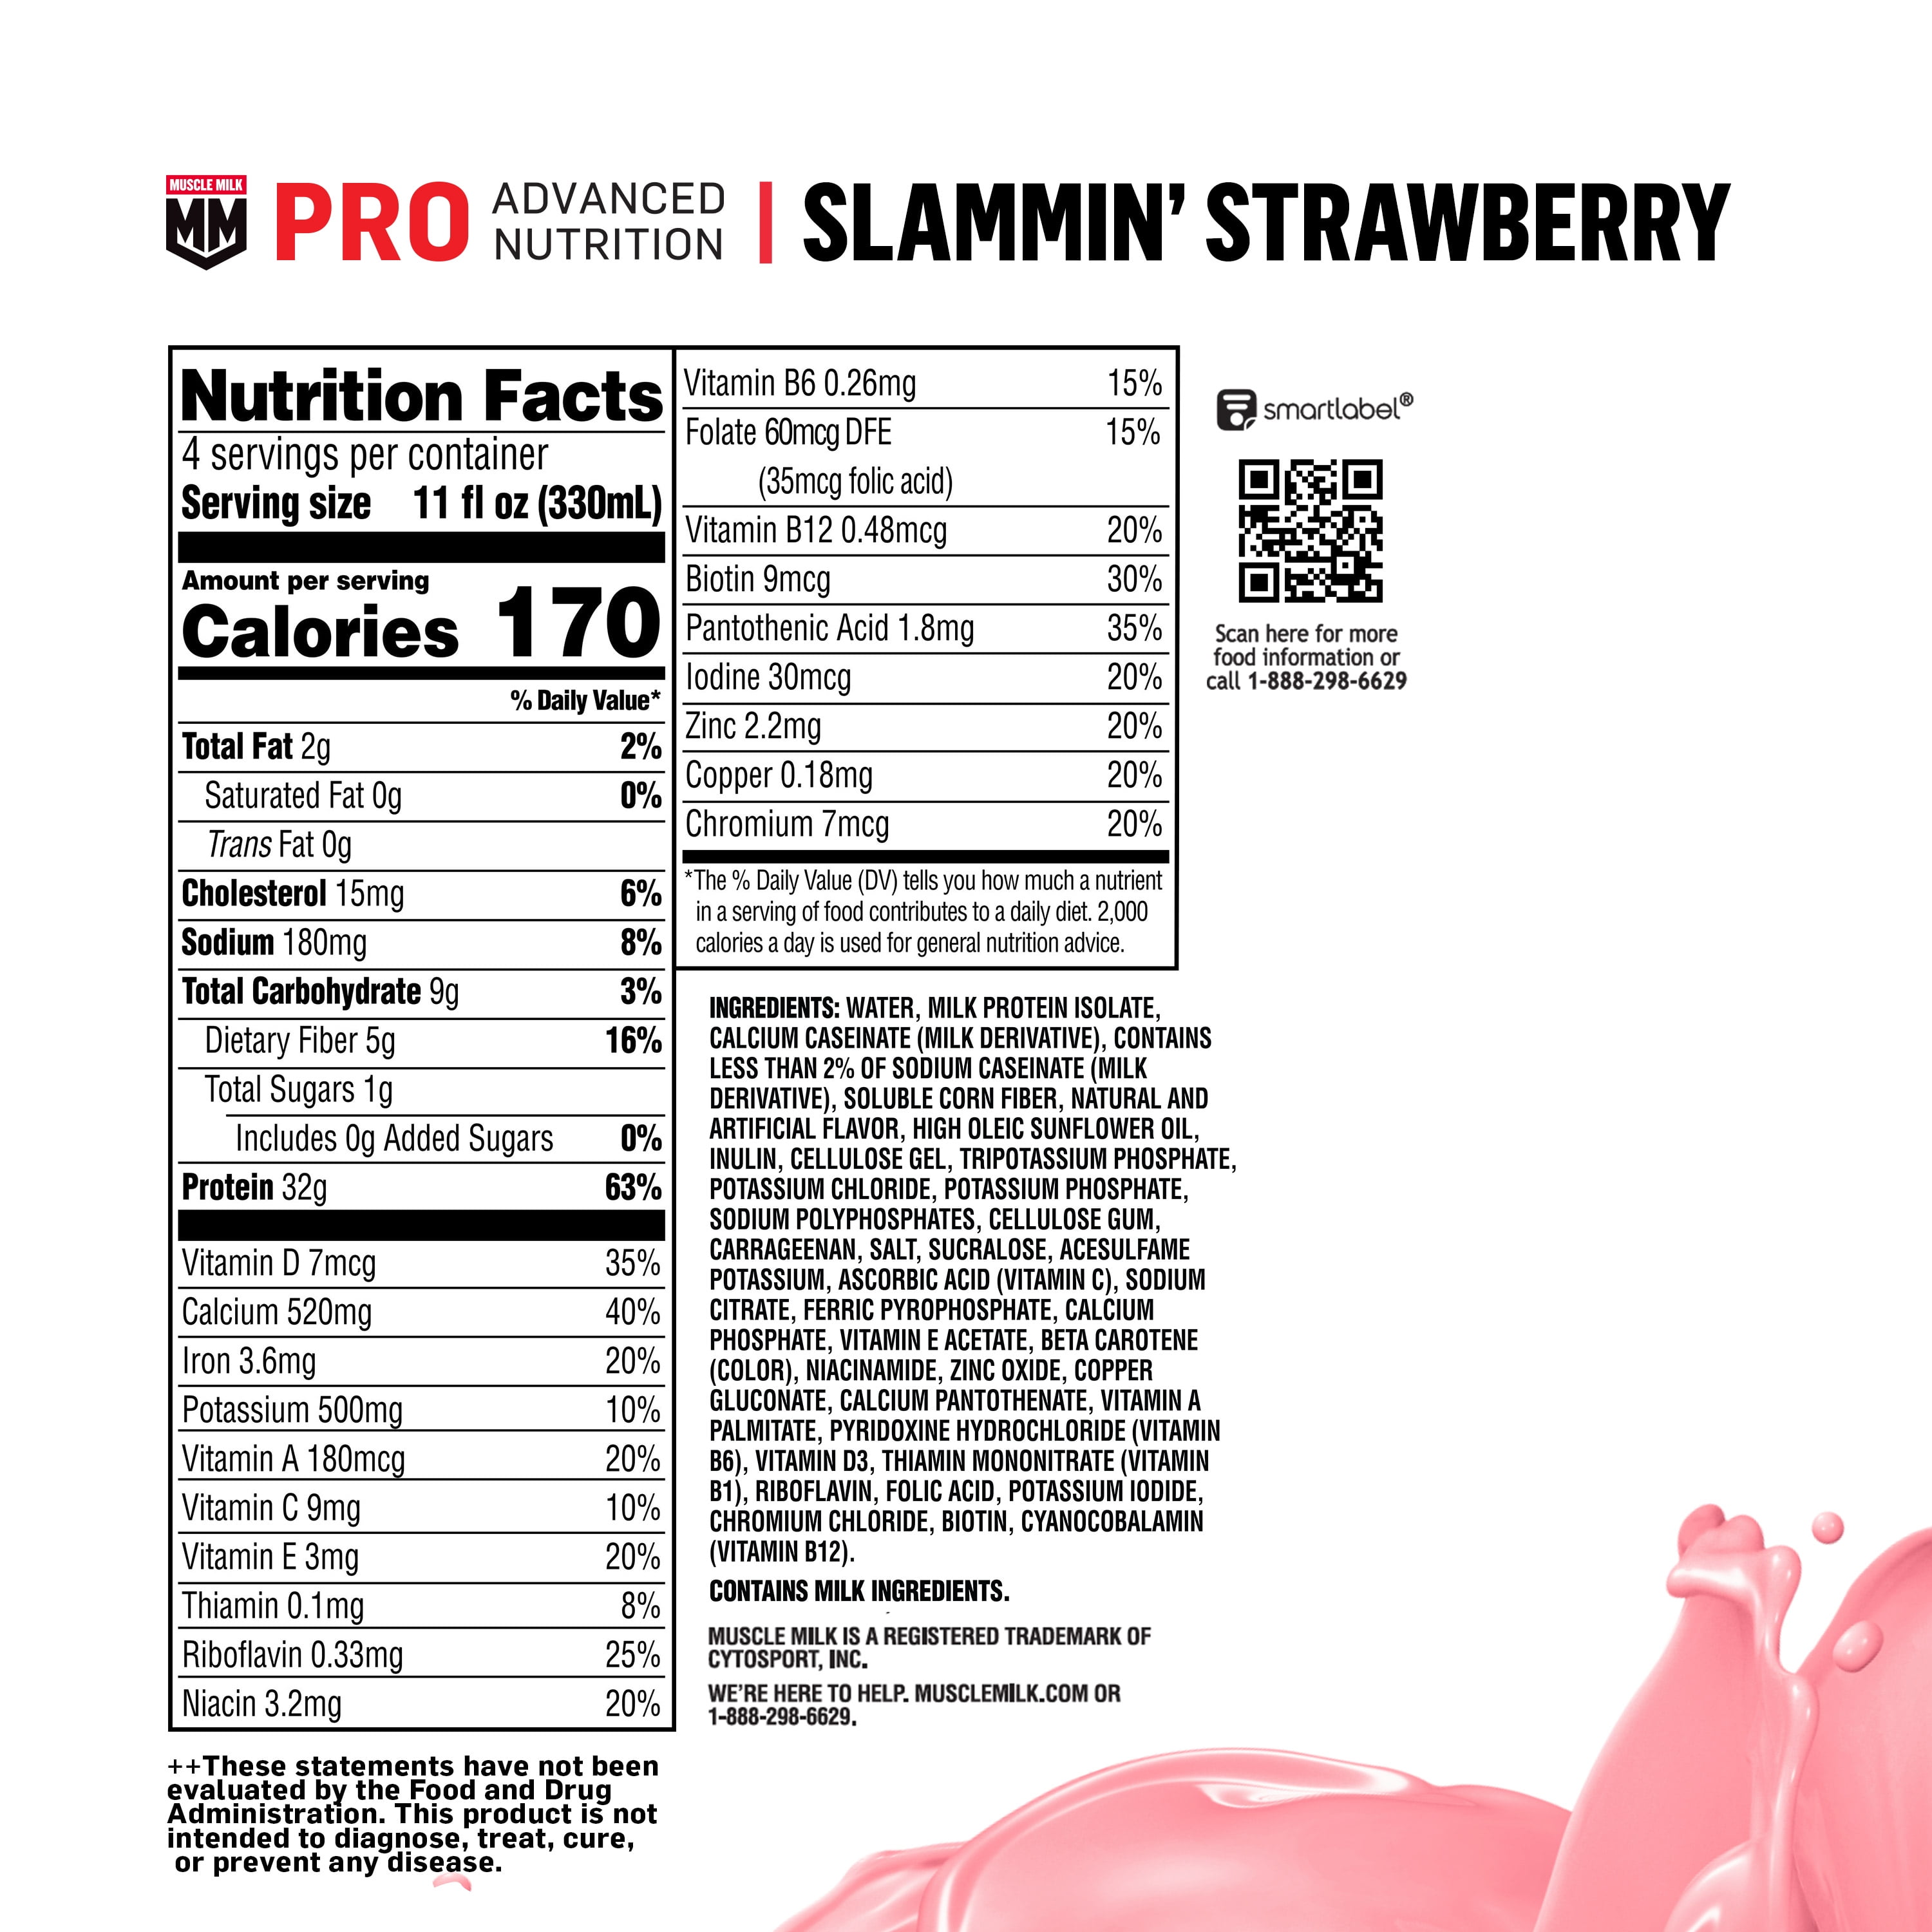 MUSCLE MILK
MM
PRO ADVANCED NUTRITION | SLAMMIN' STRAWBERRY
Nutrition Facts
4 servings per container
Serving size 11 fl oz (330mL)
Amount per serving
Calories 170
% Daily Value*
Total Fat 2g 2%
Saturated Fat 0g 0%
Trans Fat 0g
Cholesterol 15mg 6%
Sodium 180mg 8%
Total Carbohydrate 9g 3%
Dietary Fiber 5g 16%
Total Sugars 1g
Includes 0g Added Sugars 0%
Protein 32g 63%
Vitamin D 7mcg 35%
Calcium 520mg 40%
Iron 3.6mg 20%
Potassium 500mg 10%
Vitamin A 180mcg 20%
Vitamin C 9mg 10%
Vitamin E 3mg 20%
Thiamin 0.1mg 8%
Riboflavin 0.33mg 25%
Niacin 3.2mg 20%
Vitamin B6 0.26mg 15%
Folate 60mcg DFE 15%
(35mcg folic acid)
Vitamin B12 0.48mcg 20%
Biotin 9mcg 30%
Pantothenic Acid 1.8mg 35%
Iodine 30mcg 20%
Zinc 2.2mg 20%
Copper 0.18mg 20%
Chromium 7mcg 20%
*The % Daily Value (DV) tells you how much a nutrient
in a serving of food contributes to a daily diet. 2,000
calories a day is used for general nutrition advice.
smartlabel®
Scan here for more
food information or
call 1-888-298-6629
INGREDIENTS: WATER, MILK PROTEIN ISOLATE,
CALCIUM CASEINATE (MILK DERIVATIVE), CONTAINS
LESS THAN 2% OF SODIUM CASEINATE (MILK
DERIVATIVE), SOLUBLE CORN FIBER, NATURAL AND
ARTIFICIAL FLAVOR, HIGH OLEIC SUNFLOWER OIL,
INULIN, CELLULOSE GEL, TRIPOTASSIUM PHOSPHATE,
POTASSIUM CHLORIDE, POTASSIUM PHOSPHATE,
SODIUM POLYPHOSPHATES, CELLULOSE GUM,
CARRAGEENAN, SALT, SUCRALOSE, ACESULFAME
POTASSIUM, ASCORBIC ACID (VITAMIN C), SODIUM
CITRATE, FERRIC PYROPHOSPHATE, CALCIUM
PHOSPHATE, VITAMIN E ACETATE, BETA CAROTENE
(COLOR), NIACINAMIDE, ZINC OXIDE, COPPER
GLUCONATE, CALCIUM PANTOTHENATE, VITAMIN A
PALMITATE, PYRIDOXINE HYDROCHLORIDE (VITAMIN
B6), VITAMIN D3, THIAMIN MONONITRATE (VITAMIN
B1), RIBOFLAVIN, FOLIC ACID, POTASSIUM IODIDE,
CHROMIUM CHLORIDE, BIOTIN, CYANOCOBALAMIN
(VITAMIN B12).
CONTAINS MILK INGREDIENTS.
MUSCLE MILK IS A REGISTERED TRADEMARK OF
CYTOSPORT, INC.
WE'RE HERE TO HELP. MUSCLEMILK.COM OR
1-888-298-6629.
++These statements have not been
evaluated by the Food and Drug
Administration. This product is not
intended to diagnose, treat, cure,
or prevent any disease.